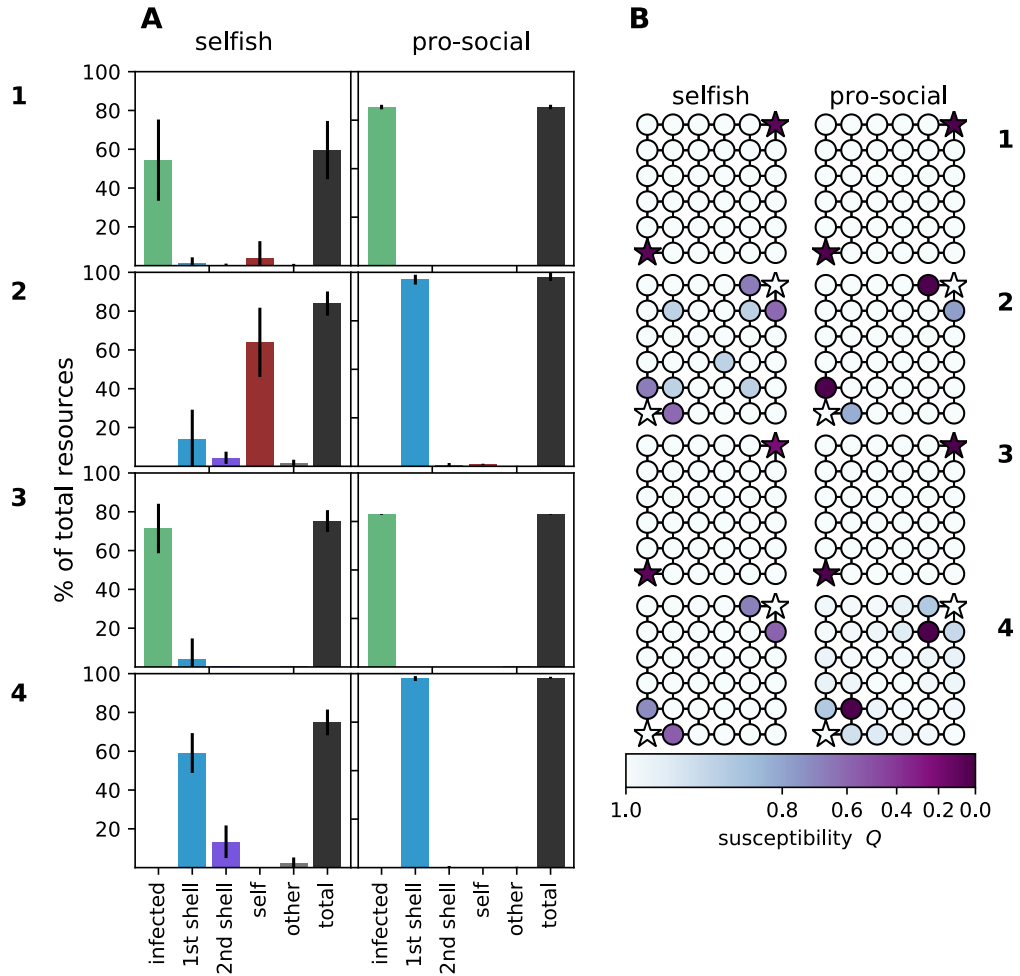 A
B
selfish
pro-social
selfish
pro-social
% of total resources
1
100
80
60
40
20
2
100
80
60
40
20
3
100
80
60
40
20
4
100
80
60
40
20
infected
1st shell
2nd shell
self
other
total
infected
1st shell
2nd shell
self
other
total
1
2
3
4
1.0
0.8
0.6
0.4
0.2
0.0
susceptibility Q